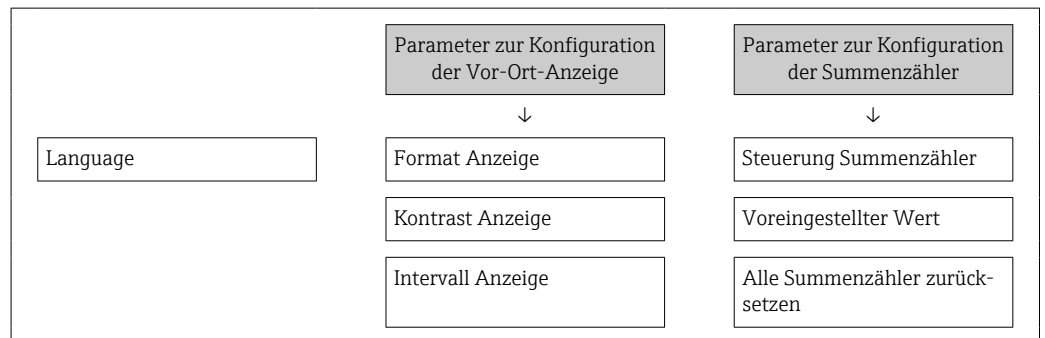 Parameter zur Konfiguration
der Vor-Ort-Anzeige
Parameter zur Konfiguration
der Summenzähler
↓
↓
Language
Format Anzeige
Steuerung Summenzähler
Kontrast Anzeige
Voreingestellter Wert
Intervall Anzeige
Alle Summenzähler zurück-
setzen